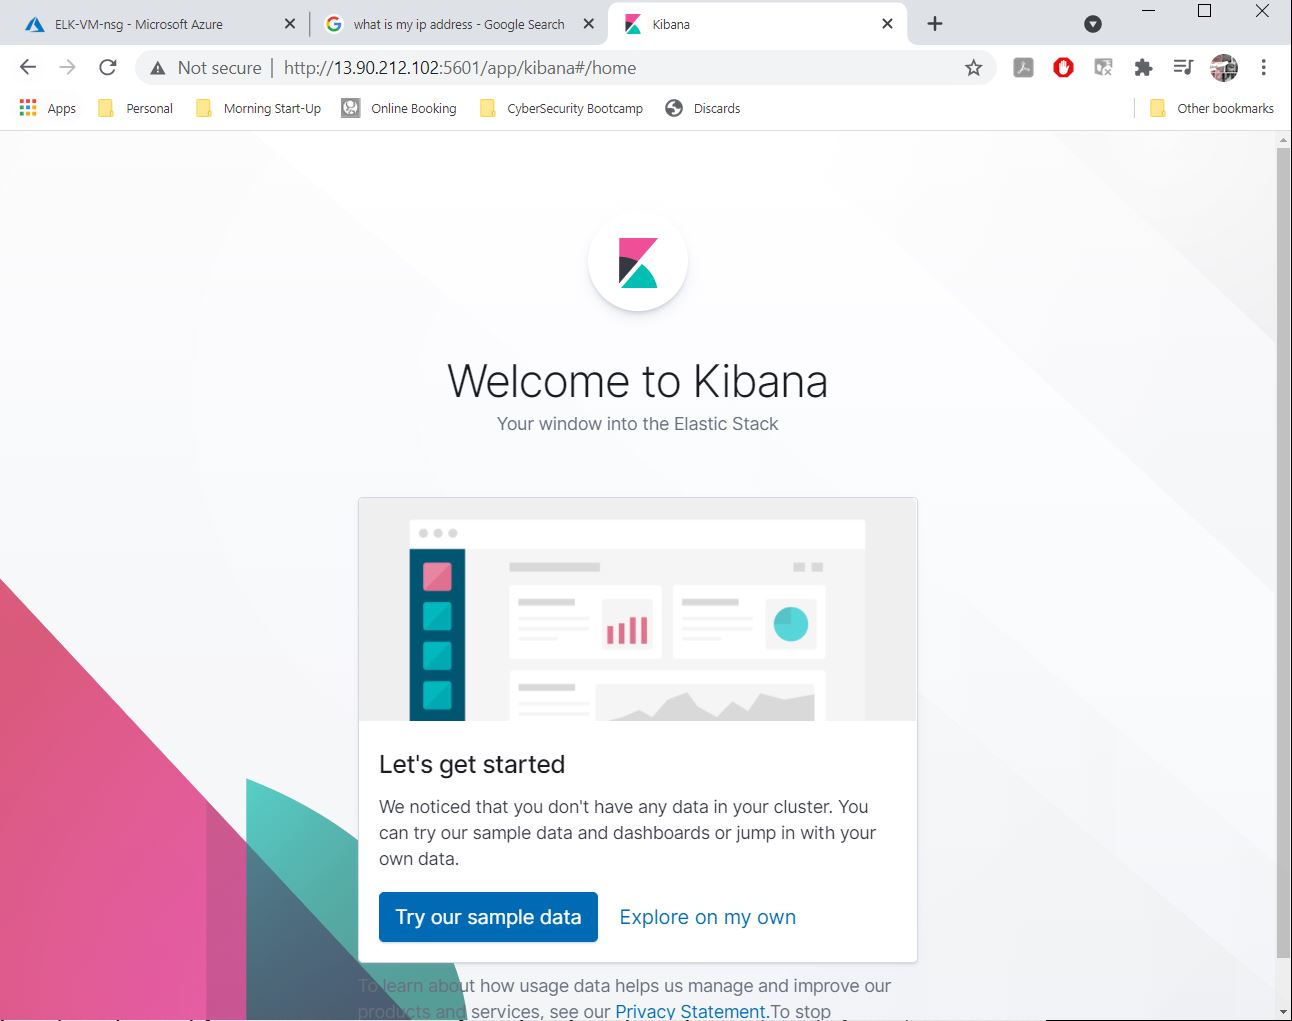 ELK-VM-nsg - Microsoft Azure
what is my ip address - Google Search
Kibana
Not secure | http://13.90.212.102:5601/app/kibana#/home
Apps Personal Morning Start-Up Online Booking CyberSecurity Bootcamp Discards Other bookmarks
Welcome to Kibana
Your window into the Elastic Stack
Let's get started
We noticed that you don't have any data in your cluster. You
can try our sample data and dashboards or jump in with your
own data.
Try our sample data Explore on my own
To learn about how usage data helps us manage and improve our
products and services, see our Privacy Statement.To stop